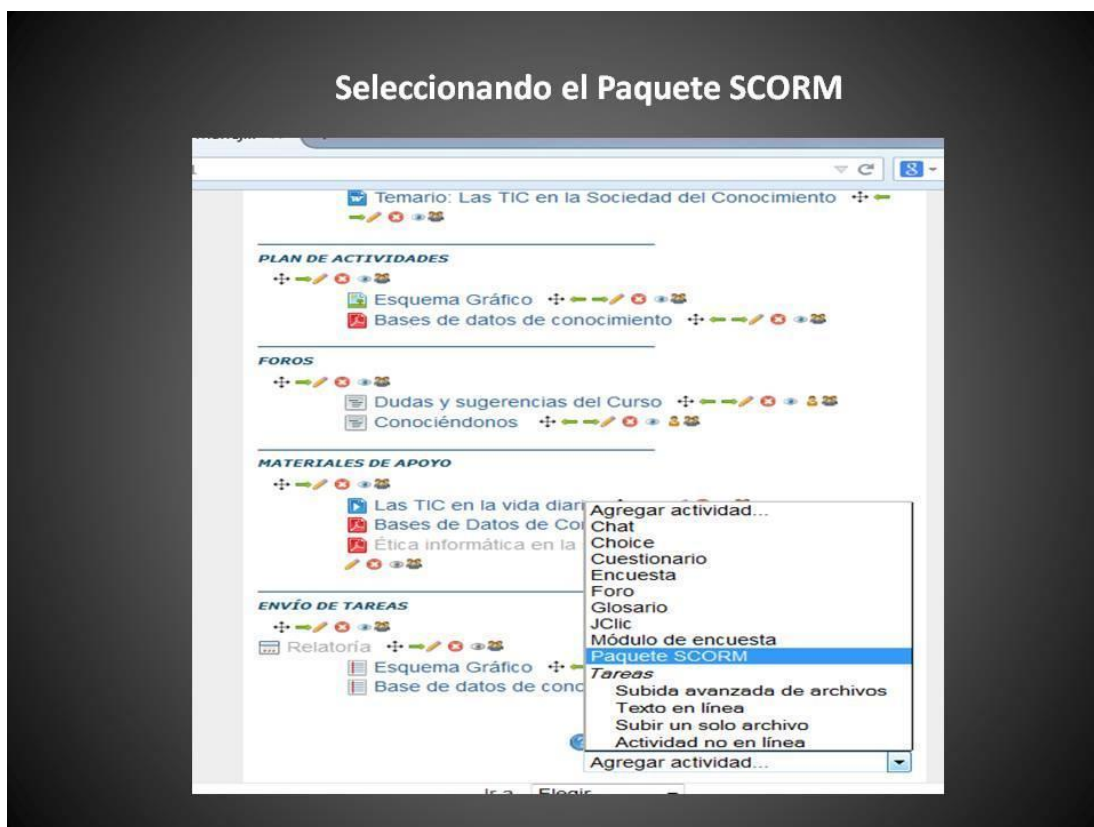 Seleccionando el Paquete SCORM
Temario: Las TIC en la Sociedad del Conocimiento
PLAN DE ACTIVIDADES
Esquema Gráfico
Bases de datos de conocimiento
FOROS
Dudas y sugerencias del Curso
Conociéndonos
MATERIALES DE APOYO
Las TIC en la vida diari
Bases de Datos de Co
Ética informática en la
ENVÍO DE TAREAS
Relatoría
Esquema Gráfico
Base de datos de cono
Agregar actividad...
Chat
Choice
Cuestionario
Encuesta
Foro
Glosario
JClic
Módulo de encuesta
Paquete SCORM
Tareas
Subida avanzada de archivos
Texto en línea
Subir un solo archivo
Actividad no en línea
Agregar actividad...
Ir a Elegir...